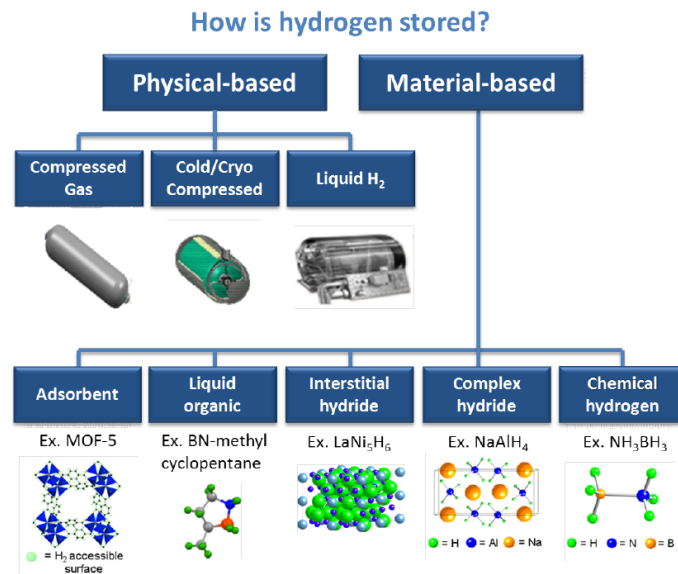 How is hydrogen stored?
Physical-based
Material-based
Compressed
Gas
Cold/Cryo
Compressed
Liquid H₂
Adsorbent
Liquid
organic
Interstitial
hydride
Complex
hydride
Chemical
hydrogen
Ex. MOF-5
Ex. BN-methyl
cyclopentane
Ex. LaNi₅H₆
Ex. NaAlH₄
Ex. NH₃BH₃
= H₂ accessible
surface
= H = Al = Na
= H = N = B